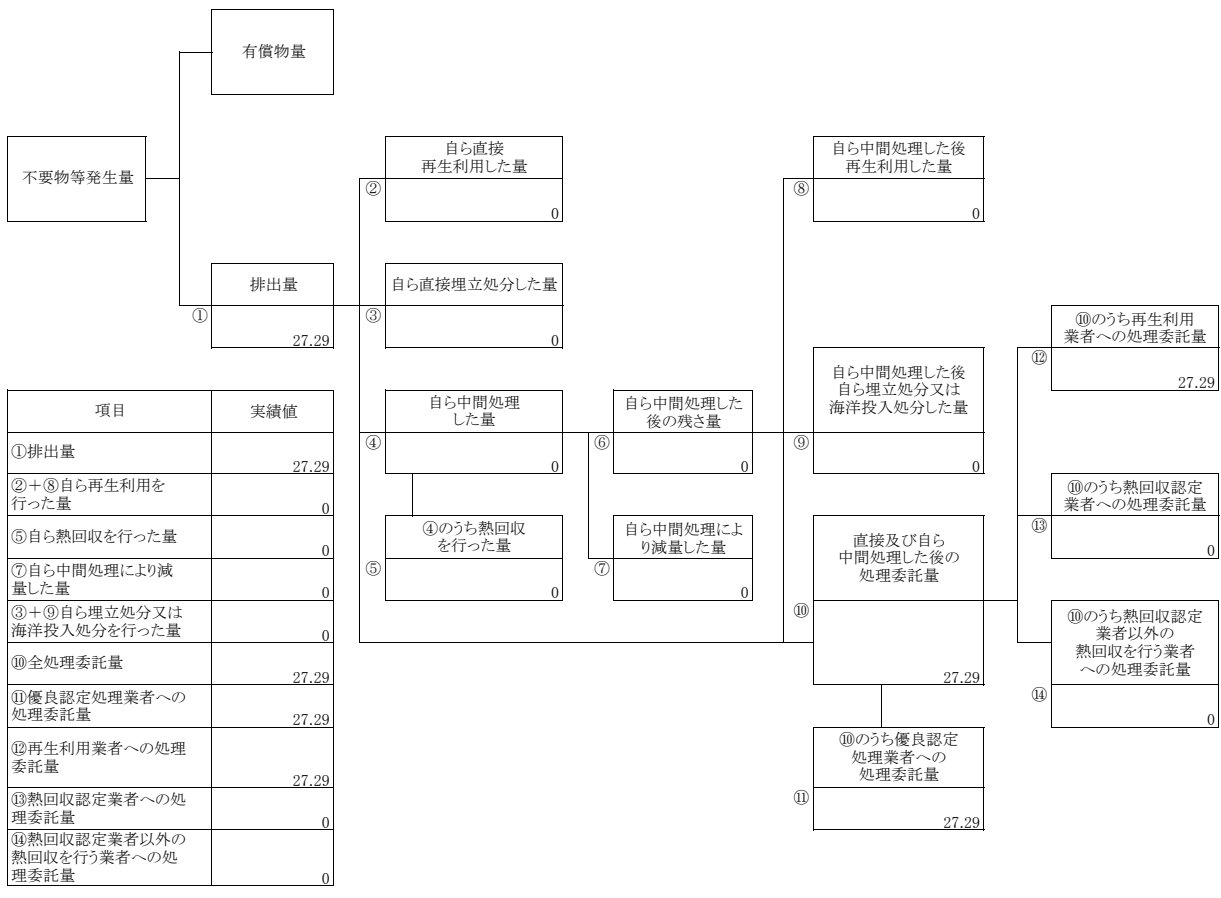 有償物量
不要物等発生量
排出量
①
27.29
自ら直接
再生利用した量
②
0
自ら直接埋立処分した量
③
0
自ら中間処理
した量
④
0
④のうち熱回収
を行った量
⑤
0
自ら中間処理した
後の残さ量
⑥
0
自ら中間処理によ
り減量した量
⑦
0
自ら中間処理した後
再生利用した量
⑧
0
自ら中間処理した後
自ら埋立処分又は
海洋投入処分した量
⑨
0
直接及び自ら
中間処理した後の
処理委託量
⑩
27.29
⑩のうち優良認定
処理業者への
処理委託量
⑪
27.29
⑩のうち再生利用
業者への処理委託量
⑫
27.29
⑩のうち熱回収認定
業者への処理委託量
⑬
0
⑩のうち熱回収認定
業者以外の
熱回収を行う業者
への処理委託量
⑭
0
項目 実績値
①排出量
27.29
②＋⑧自ら再生利用を
行った量
0
⑤自ら熱回収を行った量
0
⑦自ら中間処理により減
量した量
0
③＋⑨自ら埋立処分又は
海洋投入処分を行った量
0
⑩全処理委託量
27.29
⑪優良認定処理業者への
処理委託量
27.29
⑫再生利用業者への処理
委託量
27.29
⑬熱回収認定業者への処
理委託量
0
⑭熱回収認定業者以外の
熱回収を行う業者への処
理委託量
0